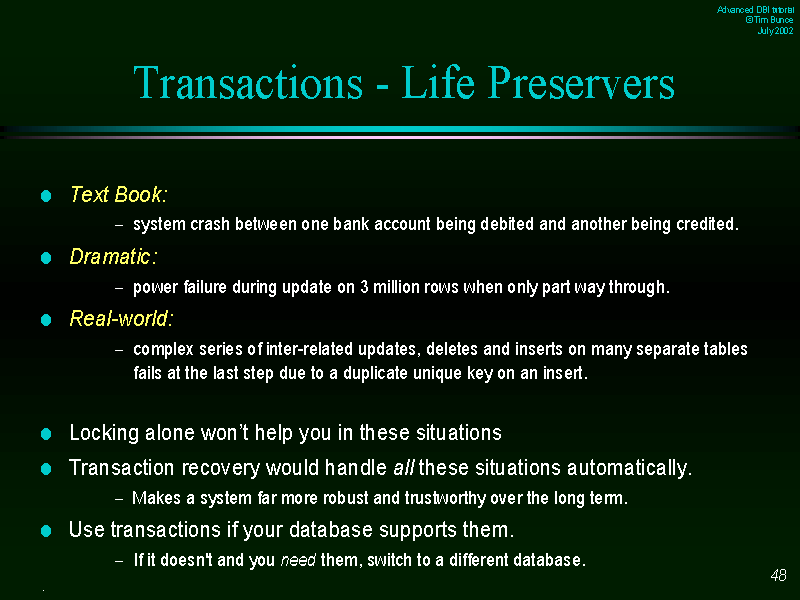 Advanced DBI tutorial
©Tim Bunce
July 2002
Transactions - Life Preservers
Text Book:
– system crash between one bank account being debited and another being credited.
Dramatic:
– power failure during update on 3 million rows when only part way through.
Real-world:
– complex series of inter-related updates, deletes and inserts on many separate tables
fails at the last step due to a duplicate unique key on an insert.
Locking alone won’t help you in these situations
Transaction recovery would handle all these situations automatically.
– Makes a system far more robust and trustworthy over the long term.
Use transactions if your database supports them.
– If it doesn't and you need them, switch to a different database.
48
.